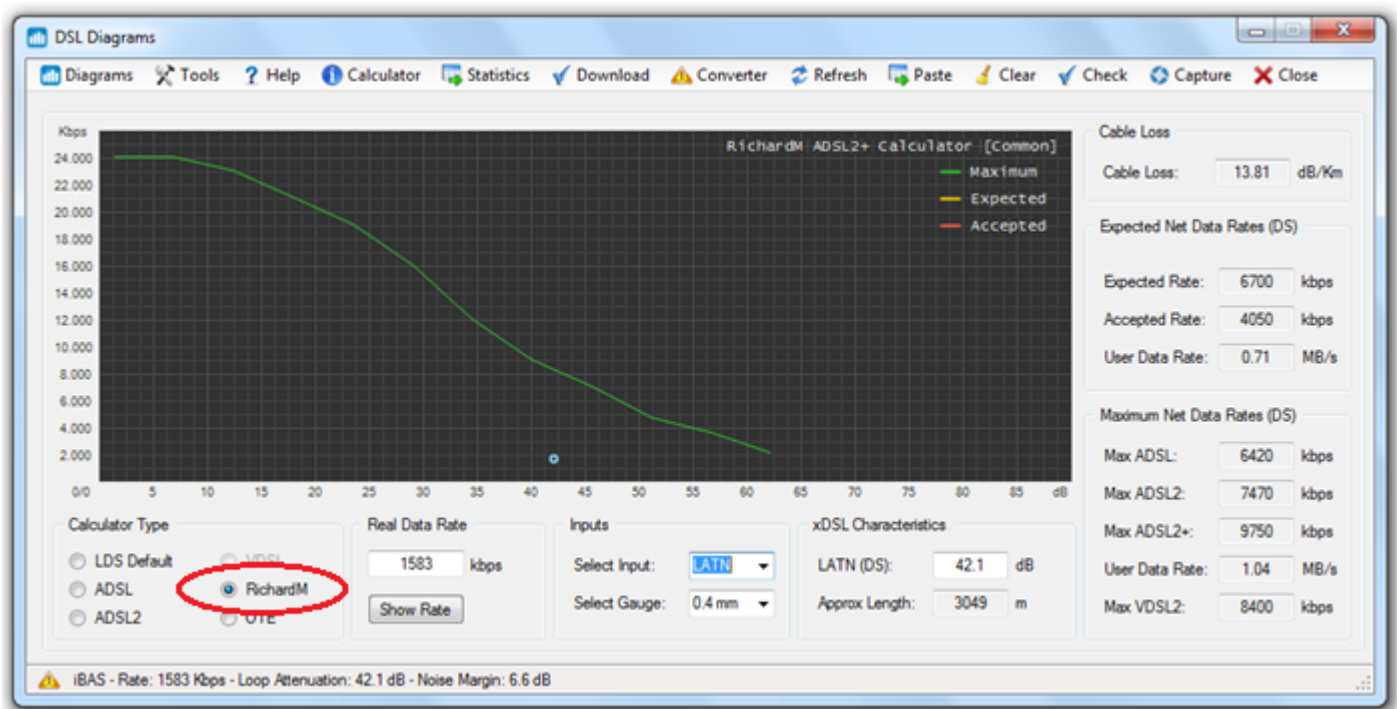 DSL Diagrams
Diagrams Tools ? Help Calculator Statistics Download Converter Refresh Paste Clear Check Capture Close
Kbps
24.000
22.000
20.000
18.000
16.000
14.000
12.000
10.000
8.000
6.000
4.000
2.000
0/0 5 10 15 20 25 30 35 40 45 50 55 60 65 70 75 80 85 dB
RichardM ADSL2+ Calculator [Common]
Maximum
Expected
Accepted
Cable Loss
Cable Loss: 13.81 dB/Km
Expected Net Data Rates (DS)
Expected Rate: 6700 kbps
Accepted Rate: 4050 kbps
User Data Rate: 0.71 MB/s
Maximum Net Data Rates (DS)
Max ADSL: 6420 kbps
Max ADSL2: 7470 kbps
Max ADSL2+: 9750 kbps
User Data Rate: 1.04 MB/s
Max VDSL2: 8400 kbps
Calculator Type
LDS Default VDSL
ADSL RichardM
ADSL2 OTE
Real Data Rate
1583 kbps
Show Rate
Inputs
Select Input: LATN
Select Gauge: 0.4 mm
xDSL Characteristics
LATN (DS): 42.1 dB
Approx Length: 3049 m
iBAS - Rate: 1583 Kbps - Loop Attenuation: 42.1 dB - Noise Margin: 6.6 dB